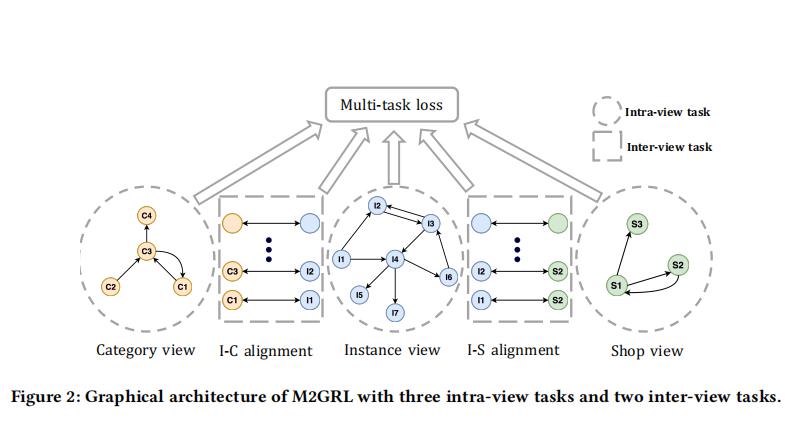 Multi-task loss
Intra-view task
Inter-view task
C4
C3
C2
C1
C3
I2
C1
I1
I2
I3
I1
I4
I6
I5
I7
I2
S2
I1
S2
S3
S2
S1
Category view
I-C alignment
Instance view
I-S alignment
Shop view
Figure 2: Graphical architecture of M2GRL with three intra-view tasks and two inter-view tasks.